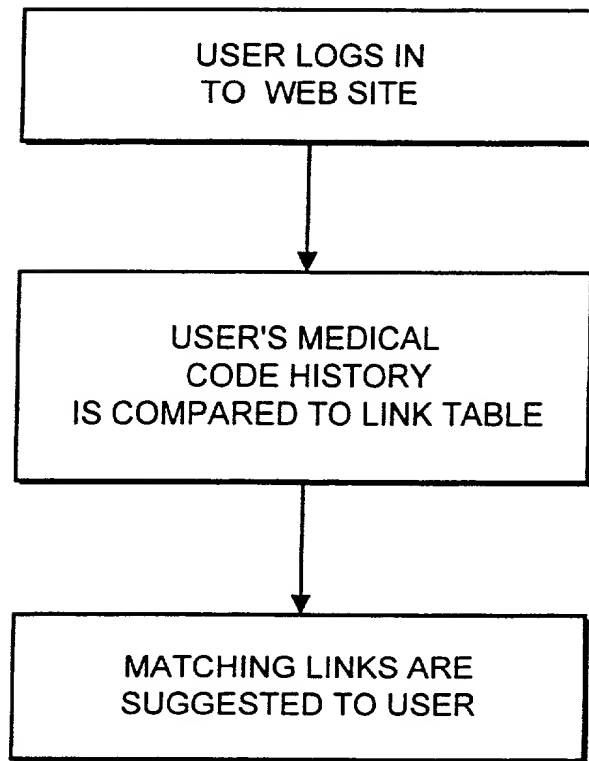 USER LOGS IN
TO WEB SITE
USER'S MEDICAL
CODE HISTORY
IS COMPARED TO LINK TABLE
MATCHING LINKS ARE
SUGGESTED TO USER